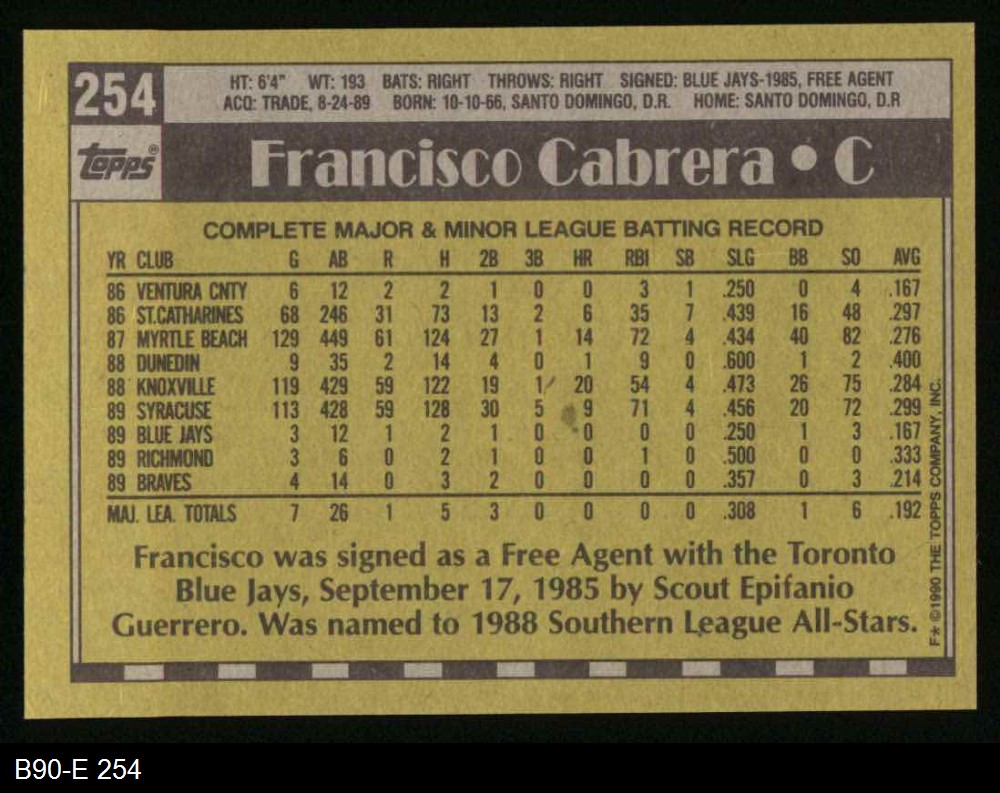 254
HT: 6'4" WT: 193 BATS: RIGHT THROWS: RIGHT SIGNED: BLUE JAYS-1985, FREE AGENT
ACQ: TRADE, 8-24-89 BORN: 10-10-66, SANTO DOMINGO, D.R. HOME: SANTO DOMINGO, D.R
topps®
Francisco Cabrera • C
COMPLETE MAJOR & MINOR LEAGUE BATTING RECORD
YR CLUB G AB R H 2B 3B HR RBI SB SLG BB SO AVG
86 VENTURA CNTY 6 12 2 2 1 0 0 3 1 .250 0 4 .167
86 ST.CATHARINES 68 246 31 73 13 2 6 35 7 .439 16 48 .297
87 MYRTLE BEACH 129 449 61 124 27 1 14 72 4 .434 40 82 .276
88 DUNEDIN 9 35 2 14 4 0 1 9 0 .600 1 2 .400
88 KNOXVILLE 119 429 59 122 19 1 20 54 4 .473 26 75 .284
89 SYRACUSE 113 428 59 128 30 5 9 71 4 .456 20 72 .299
89 BLUE JAYS 3 12 1 2 1 0 0 0 0 .250 1 3 .167
89 RICHMOND 3 6 0 2 1 0 0 1 0 .500 0 0 .333
89 BRAVES 4 14 0 3 2 0 0 0 0 .357 0 3 .214
MAJ. LEA. TOTALS 7 26 1 5 3 0 0 0 0 .308 1 6 .192
Francisco was signed as a Free Agent with the Toronto
Blue Jays, September 17, 1985 by Scout Epifanio
Guerrero. Was named to 1988 Southern League All-Stars.
F* ©1990 THE TOPPS COMPANY, INC.
B90-E 254